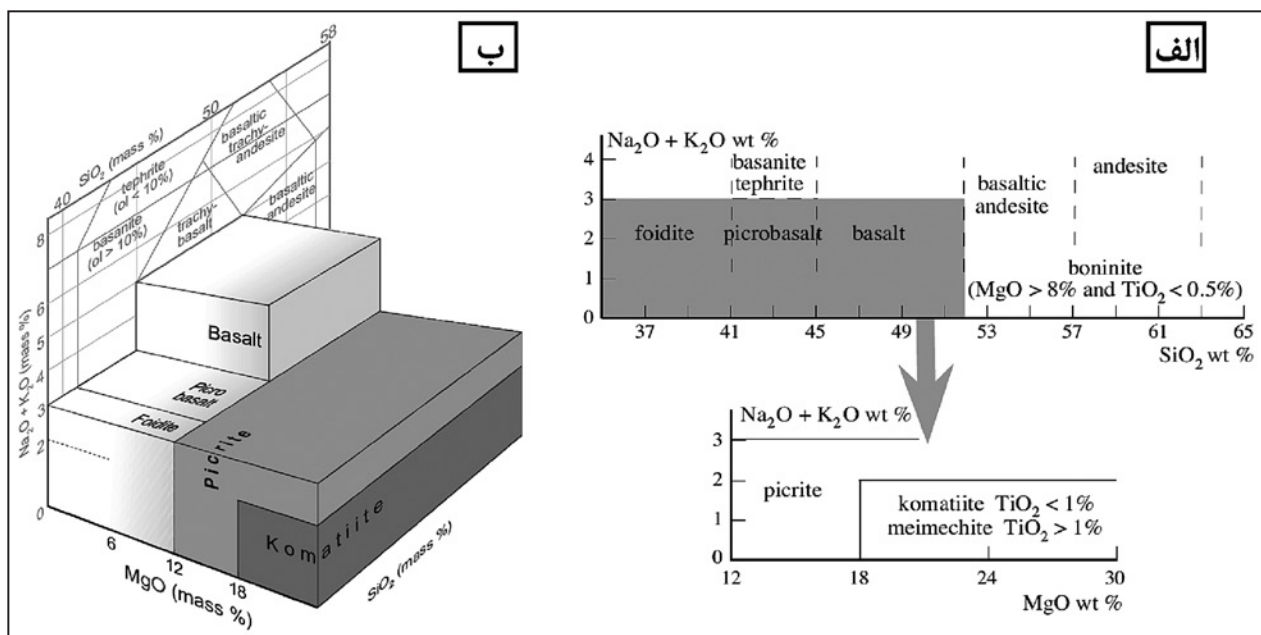 الف
Na₂O + K₂O wt %
4
3
2
1
0
basanite
tephrite
foidite
picrobasalt
basalt
basaltic
andesite
andesite
boninite
(MgO > 8% and TiO₂ < 0.5%)
37 41 45 49 53 57 61 65
SiO₂ wt %
Na₂O + K₂O wt %
3
2
1
0
picrite
komatiite TiO₂ < 1%
meimechite TiO₂ > 1%
12 18 24 30
MgO wt %
ب
58
50
40
SiO₂ (mass %)
tephrite
(ol < 10%)
basanite
(ol > 10%)
trachy-
basalt
basaltic
trachy-
andesite
basaltic
andesite
8
6
5
4
3
2
0
Na₂O + K₂O (mass %)
Basalt
Picro
basalt
Foidite
Picrite
Komatiite
6
12
18
MgO (mass %)
SiO₂ (mass %)